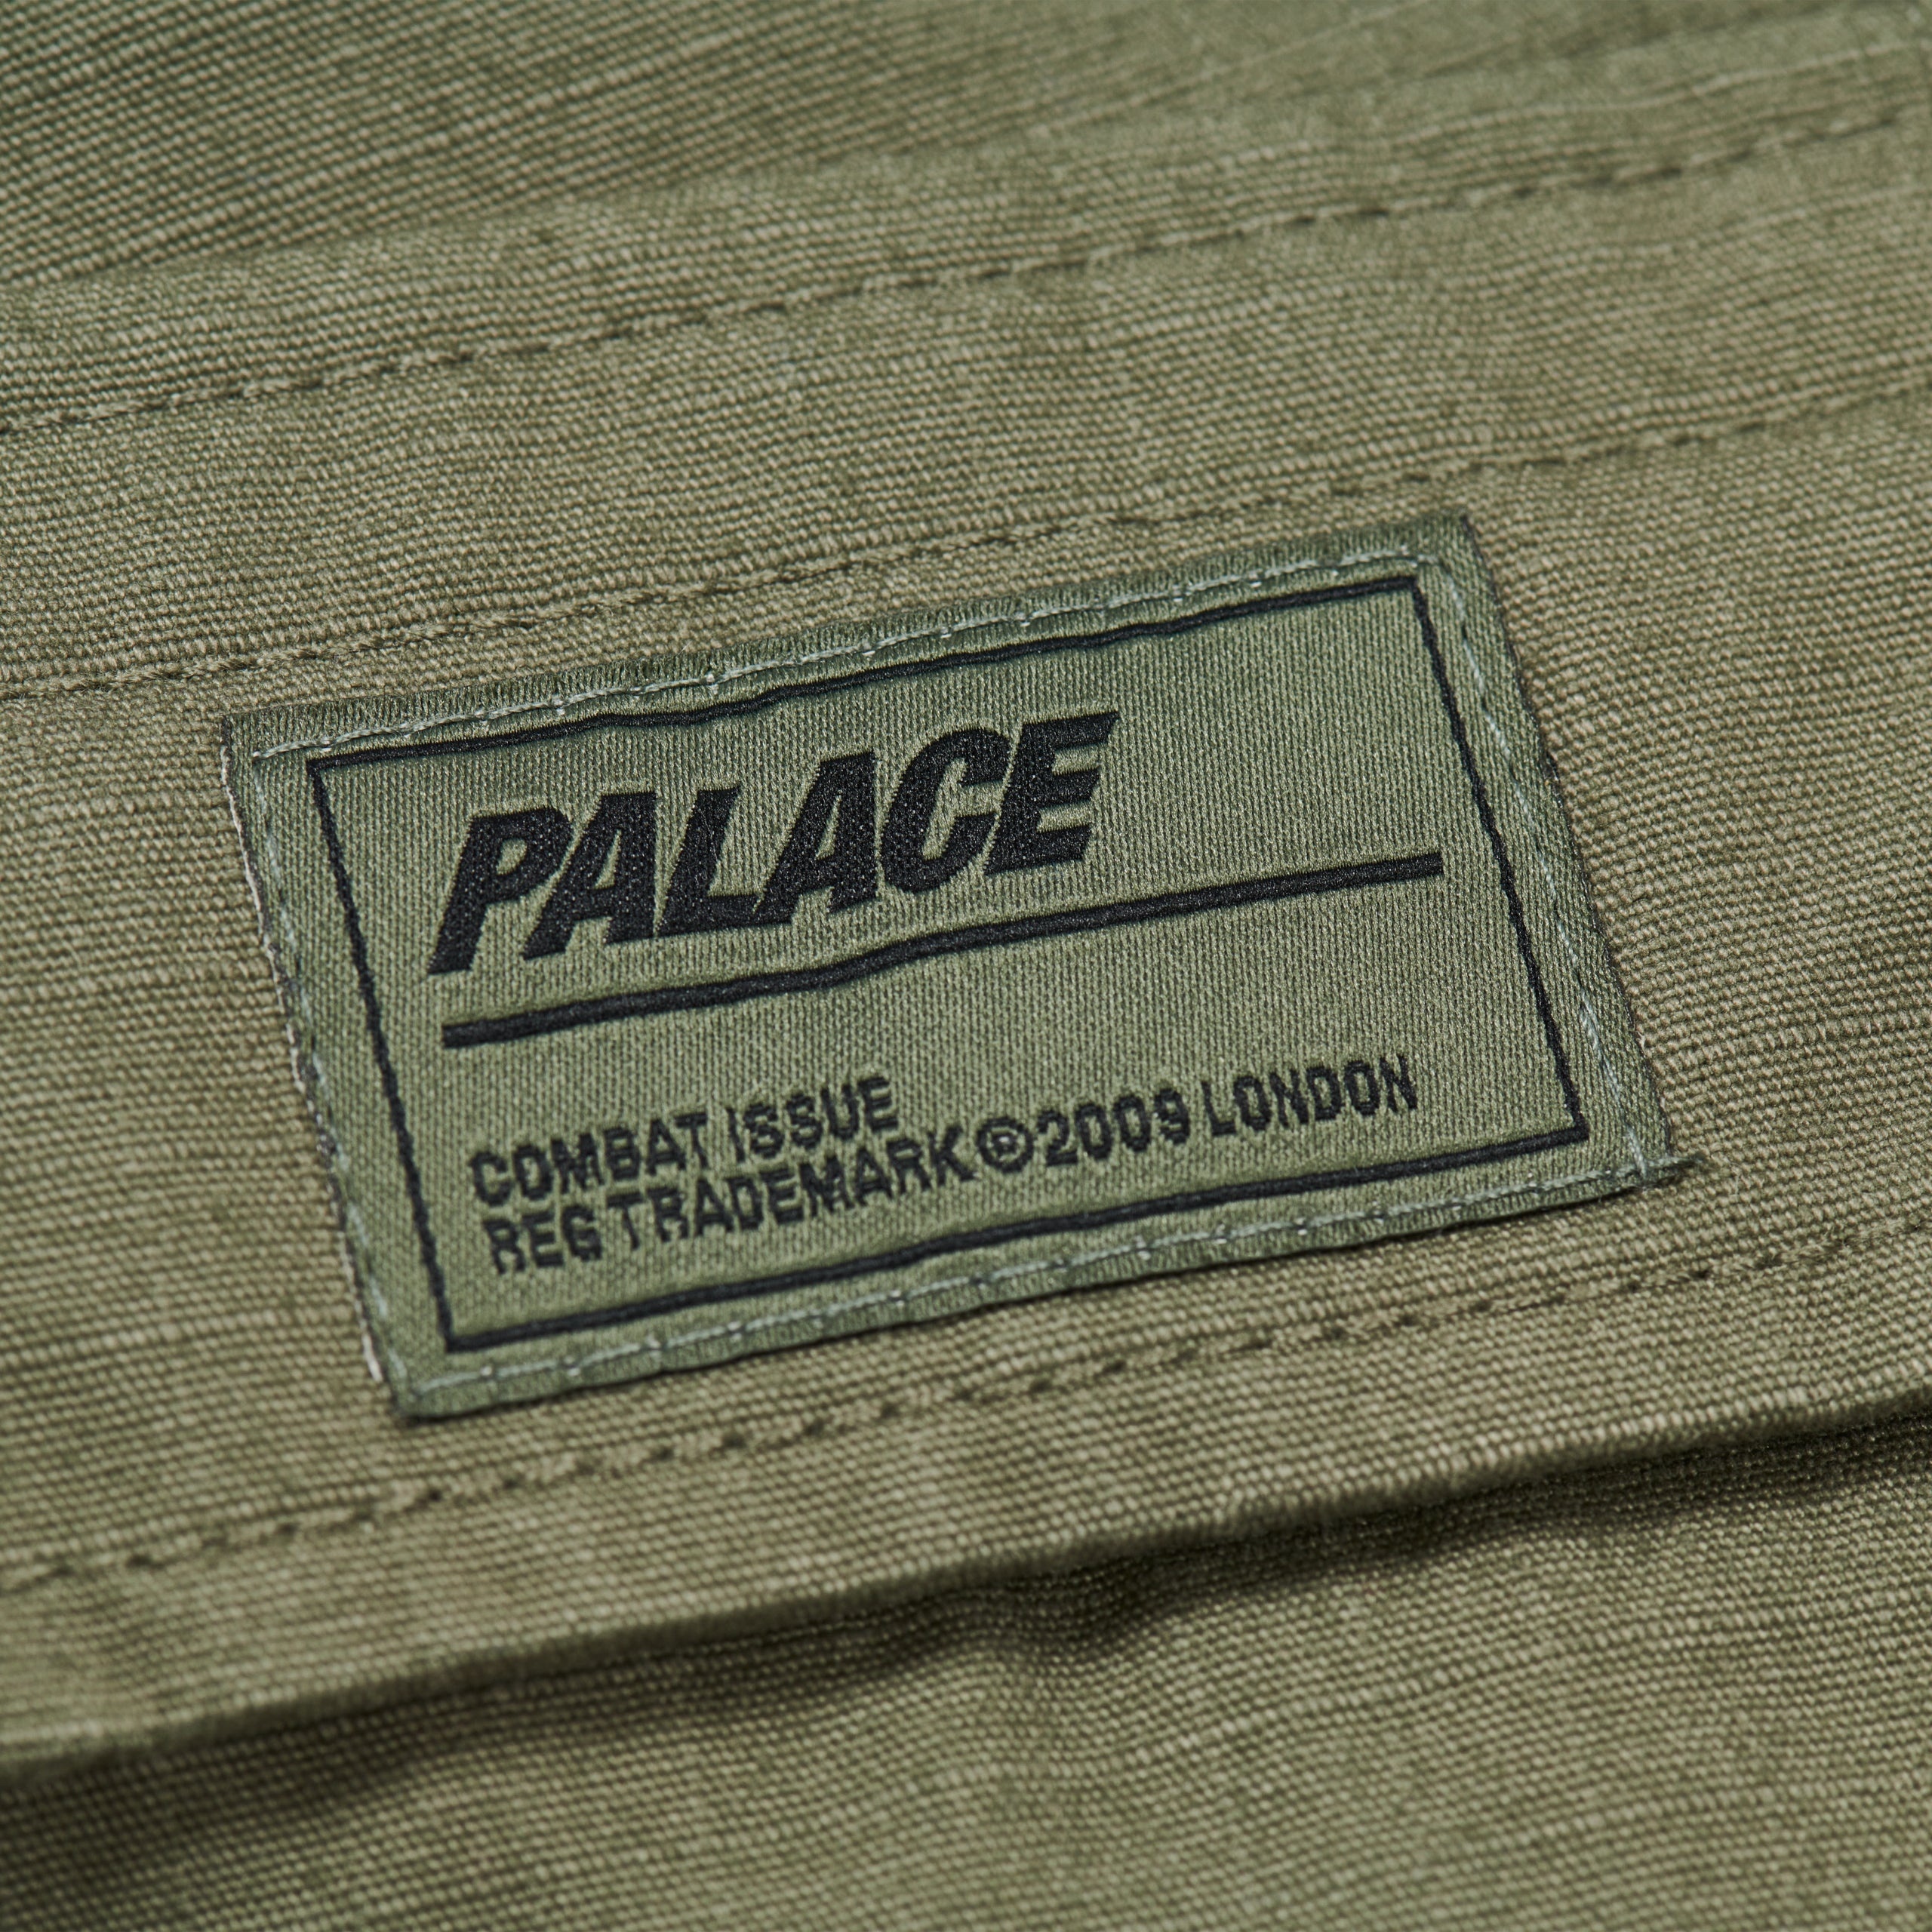 PALACE
COMBAT ISSUE
REG TRADEMARK ® 2009 LONDON